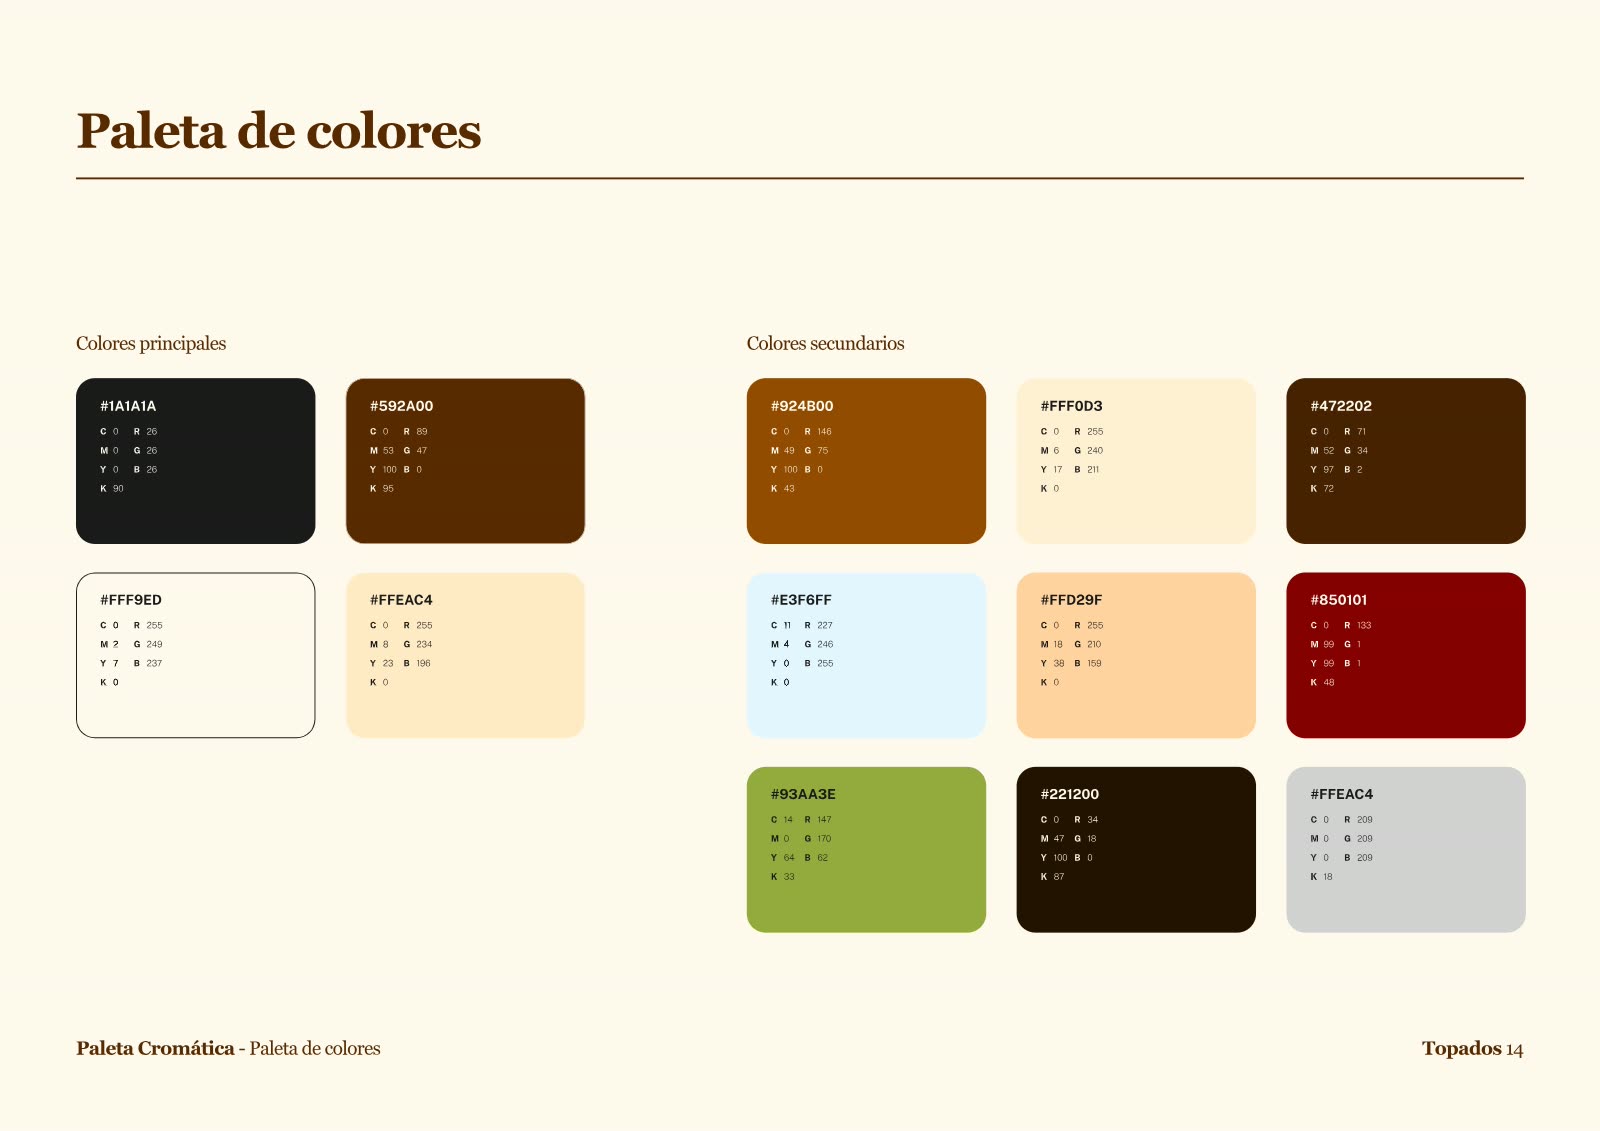 Paleta de colores
Colores principales
#1A1A1A
C 0 R 26
M 0 G 26
Y 0 B 26
K 90
#592A00
C 0 R 89
M 53 G 47
Y 100 B 0
K 95
#FFF9ED
C 0 R 255
M 2 G 249
Y 7 B 237
K 0
#FFEAC4
C 0 R 255
M 8 G 234
Y 23 B 196
K 0
Colores secundarios
#924B00
C 0 R 146
M 49 G 75
Y 100 B 0
K 43
#FFF0D3
C 0 R 255
M 6 G 240
Y 17 B 211
K 0
#472202
C 0 R 71
M 52 G 34
Y 97 B 2
K 72
#E3F6FF
C 11 R 227
M 4 G 246
Y 0 B 255
K 0
#FFD29F
C 0 R 255
M 18 G 210
Y 38 B 159
K 0
#850101
C 0 R 133
M 99 G 1
Y 99 B 1
K 48
#93AA3E
C 14 R 147
M 0 G 170
Y 64 B 62
K 33
#221200
C 0 R 34
M 47 G 18
Y 100 B 0
K 87
#FFEAC4
C 0 R 209
M 0 G 209
Y 0 B 209
K 18
Paleta Cromática - Paleta de colores
Topados 14